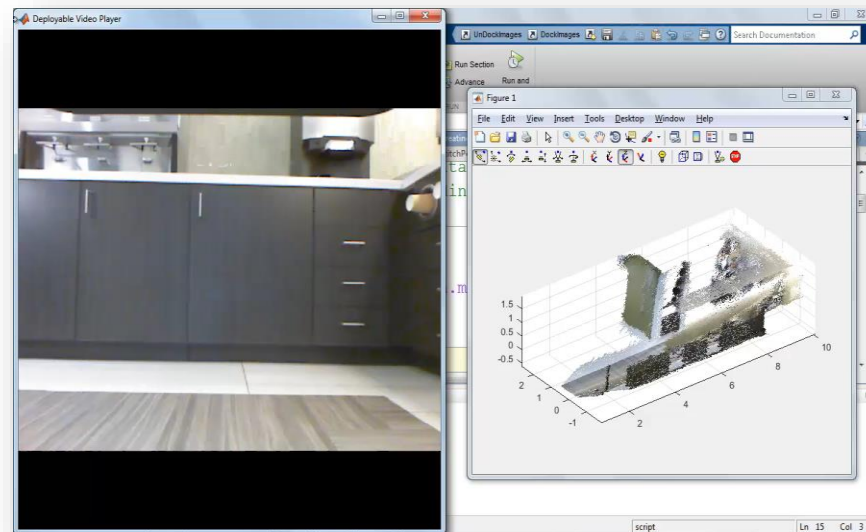 Deployable Video Player
UnDockImages
DockImages
Search Documentation
Run Section
Advance
Run and
Figure 1
File Edit View Insert Tools Desktop Window Help
1.5
1
0.5
0
-0.5
2
1
0
-1
2
4
6
8
10
script
Ln 15 Col 3